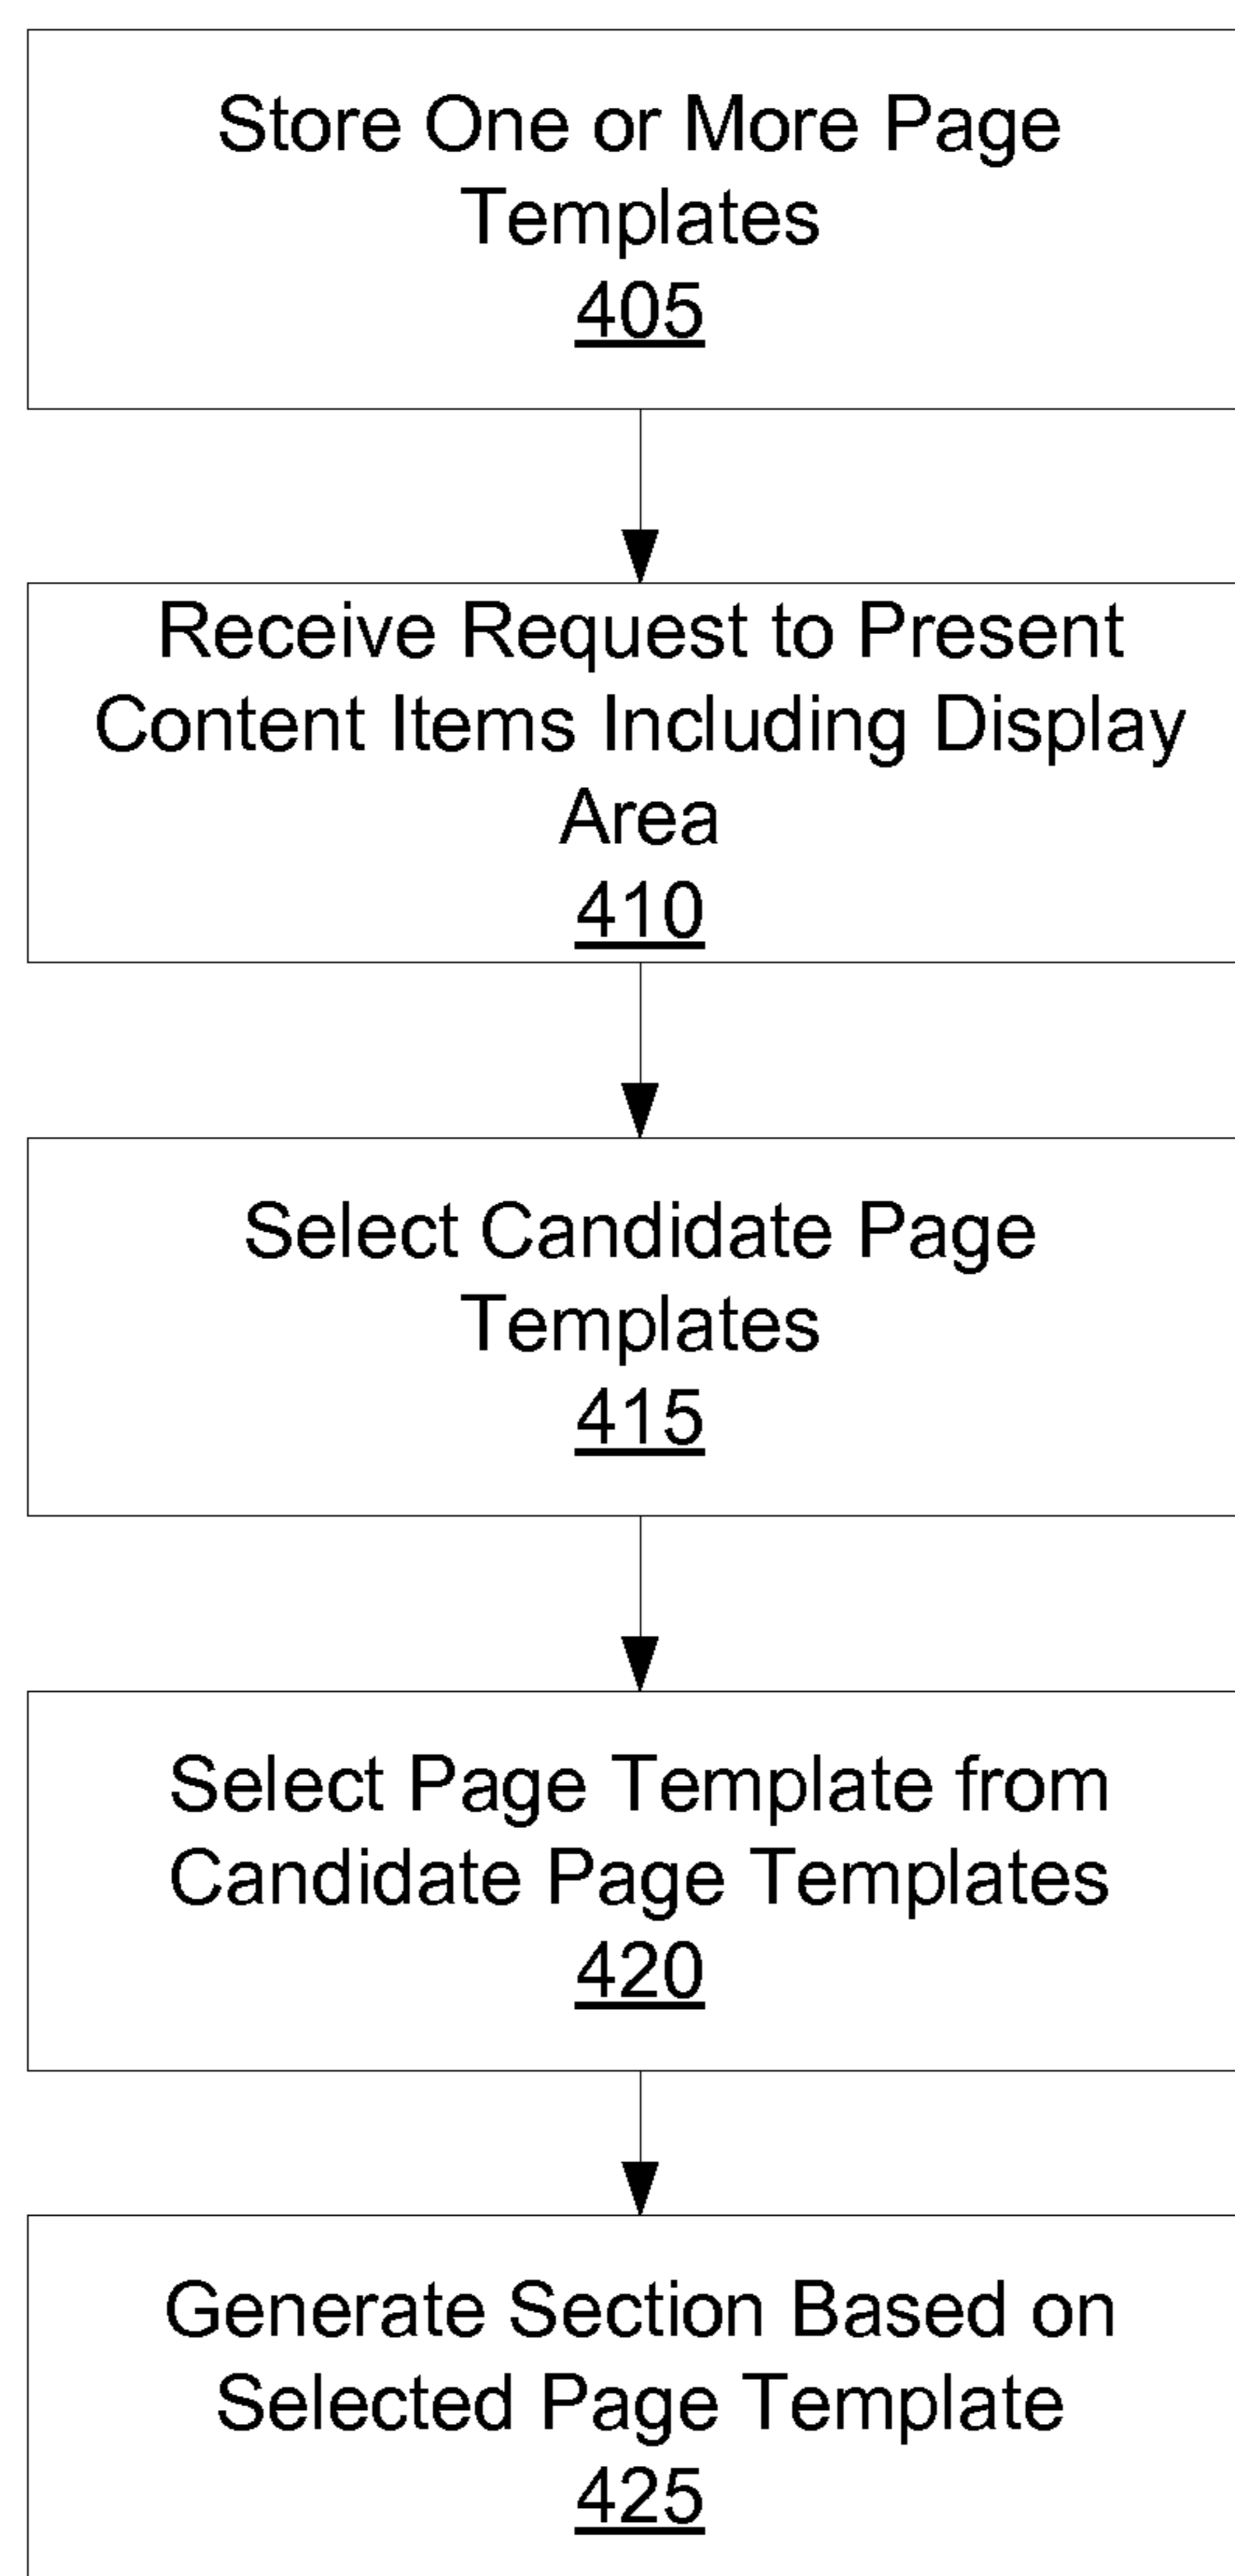 Store One or More Page
Templates
405
Receive Request to Present
Content Items Including Display
Area
410
Select Candidate Page
Templates
415
Select Page Template from
Candidate Page Templates
420
Generate Section Based on
Selected Page Template
425